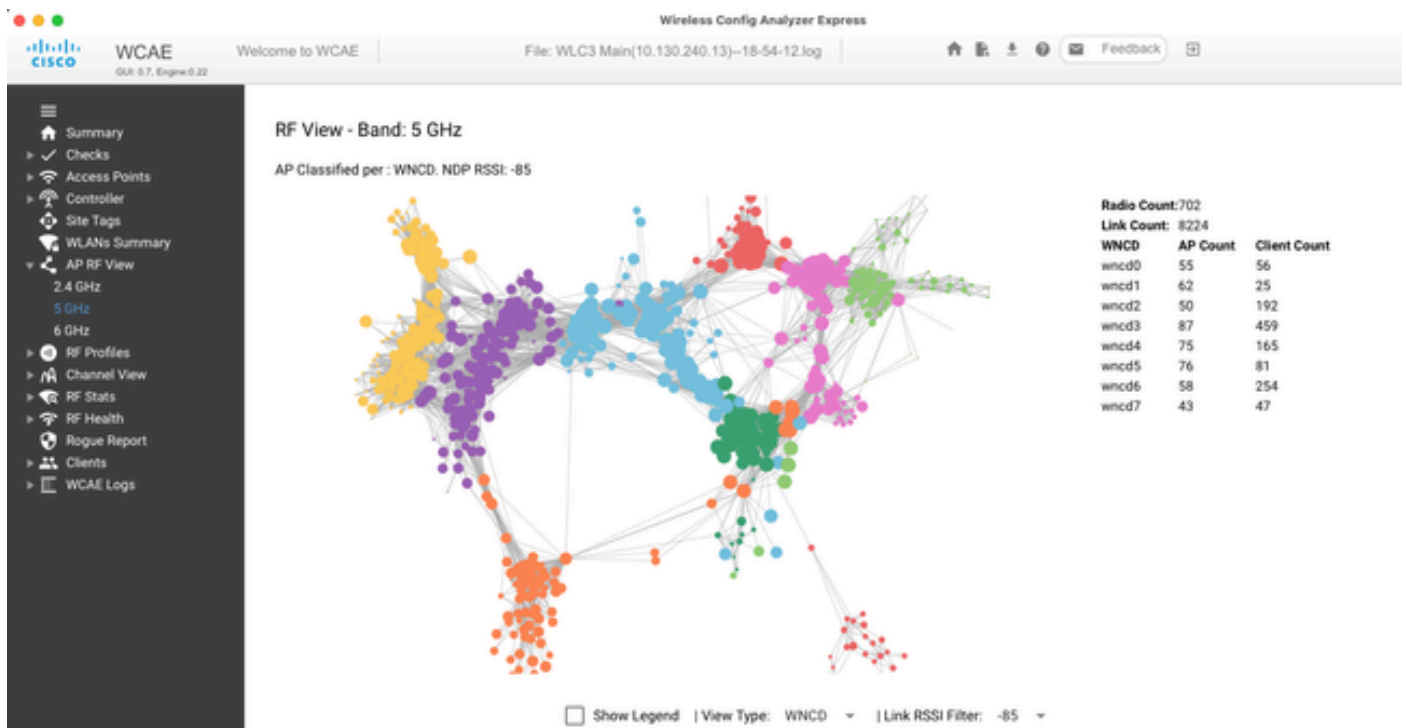 Wireless Config Analyzer Express
CISCO
WCAE
GUI: 0.7, Engine:0.22
Welcome to WCAE
File: WLC3 Main(10.130.240.13)--18-54-12.log
Feedback
Summary
Checks
Access Points
Controller
Site Tags
WLANs Summary
AP RF View
2.4 GHz
5 GHz
6 GHz
RF Profiles
Channel View
RF Stats
RF Health
Rogue Report
Clients
WCAE Logs
RF View - Band: 5 GHz
AP Classified per : WNCD. NDP RSSI: -85
Radio Count:702
Link Count: 8224
WNCD AP Count Client Count
wncd0 55 56
wncd1 62 25
wncd2 50 192
wncd3 87 459
wncd4 75 165
wncd5 76 81
wncd6 58 254
wncd7 43 47
Show Legend | View Type: WNCD | Link RSSI Filter: -85